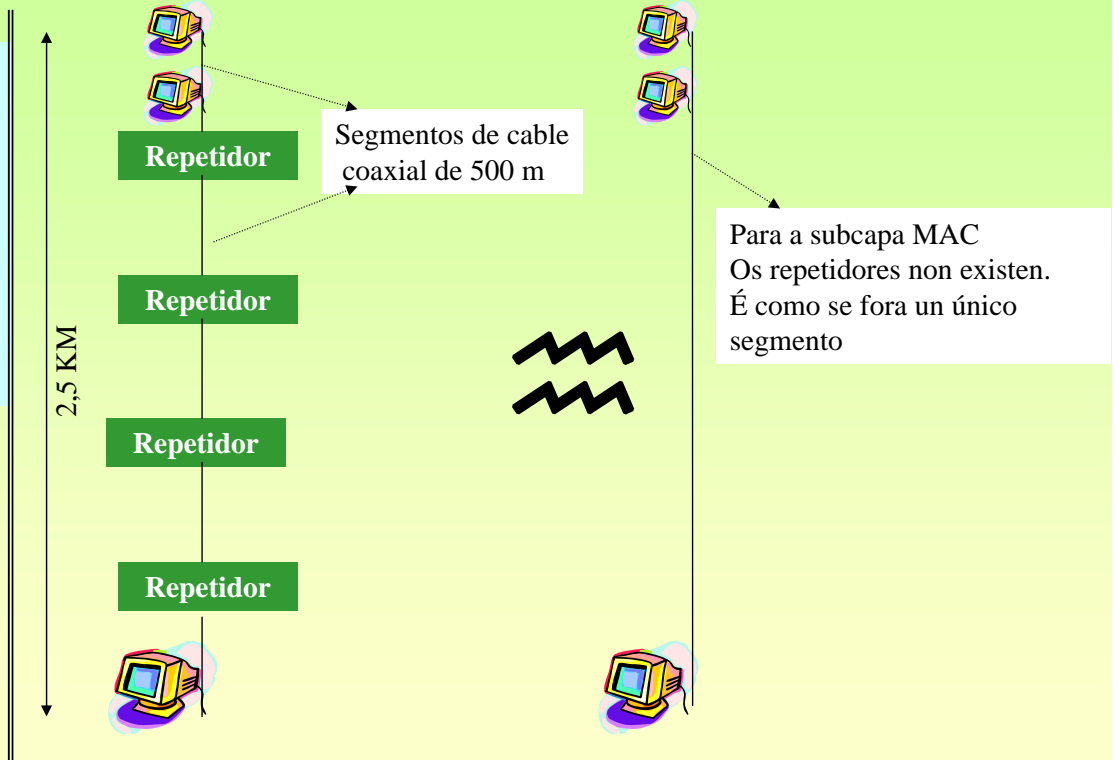 Segmentos de cable
coaxial de 500 m
Repetidor
Para a subcapa MAC
Os repetidores non existen.
É como se fora un único
segmento
Repetidor
2,5 KM
Repetidor
Repetidor